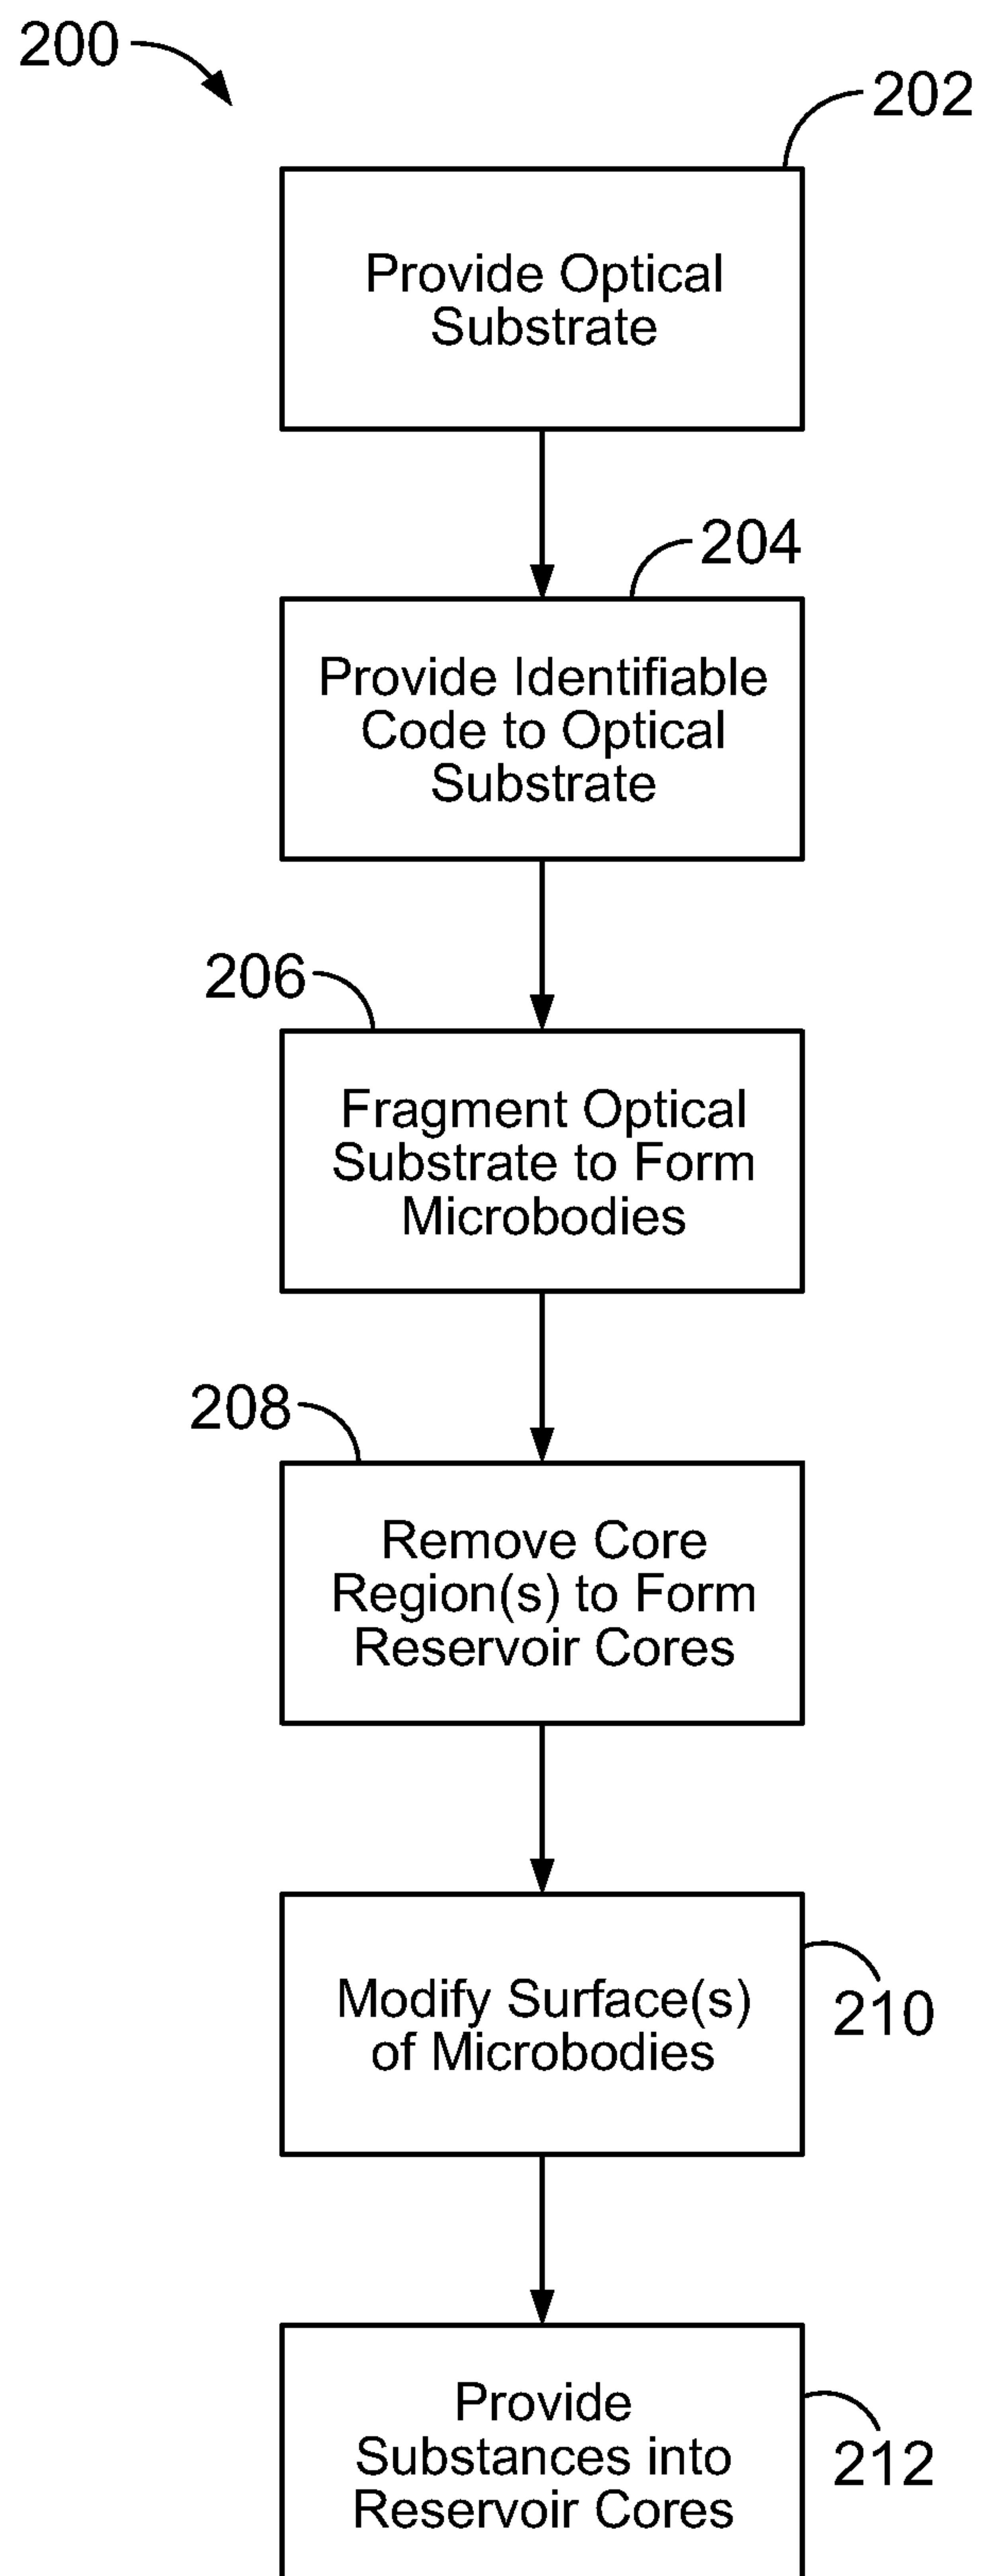 200
202
Provide Optical
Substrate
204
Provide Identifiable
Code to Optical
Substrate
206
Fragment Optical
Substrate to Form
Microbodies
208
Remove Core
Region(s) to Form
Reservoir Cores
Modify Surface(s)
of Microbodies
210
Provide
Substances into
Reservoir Cores
212